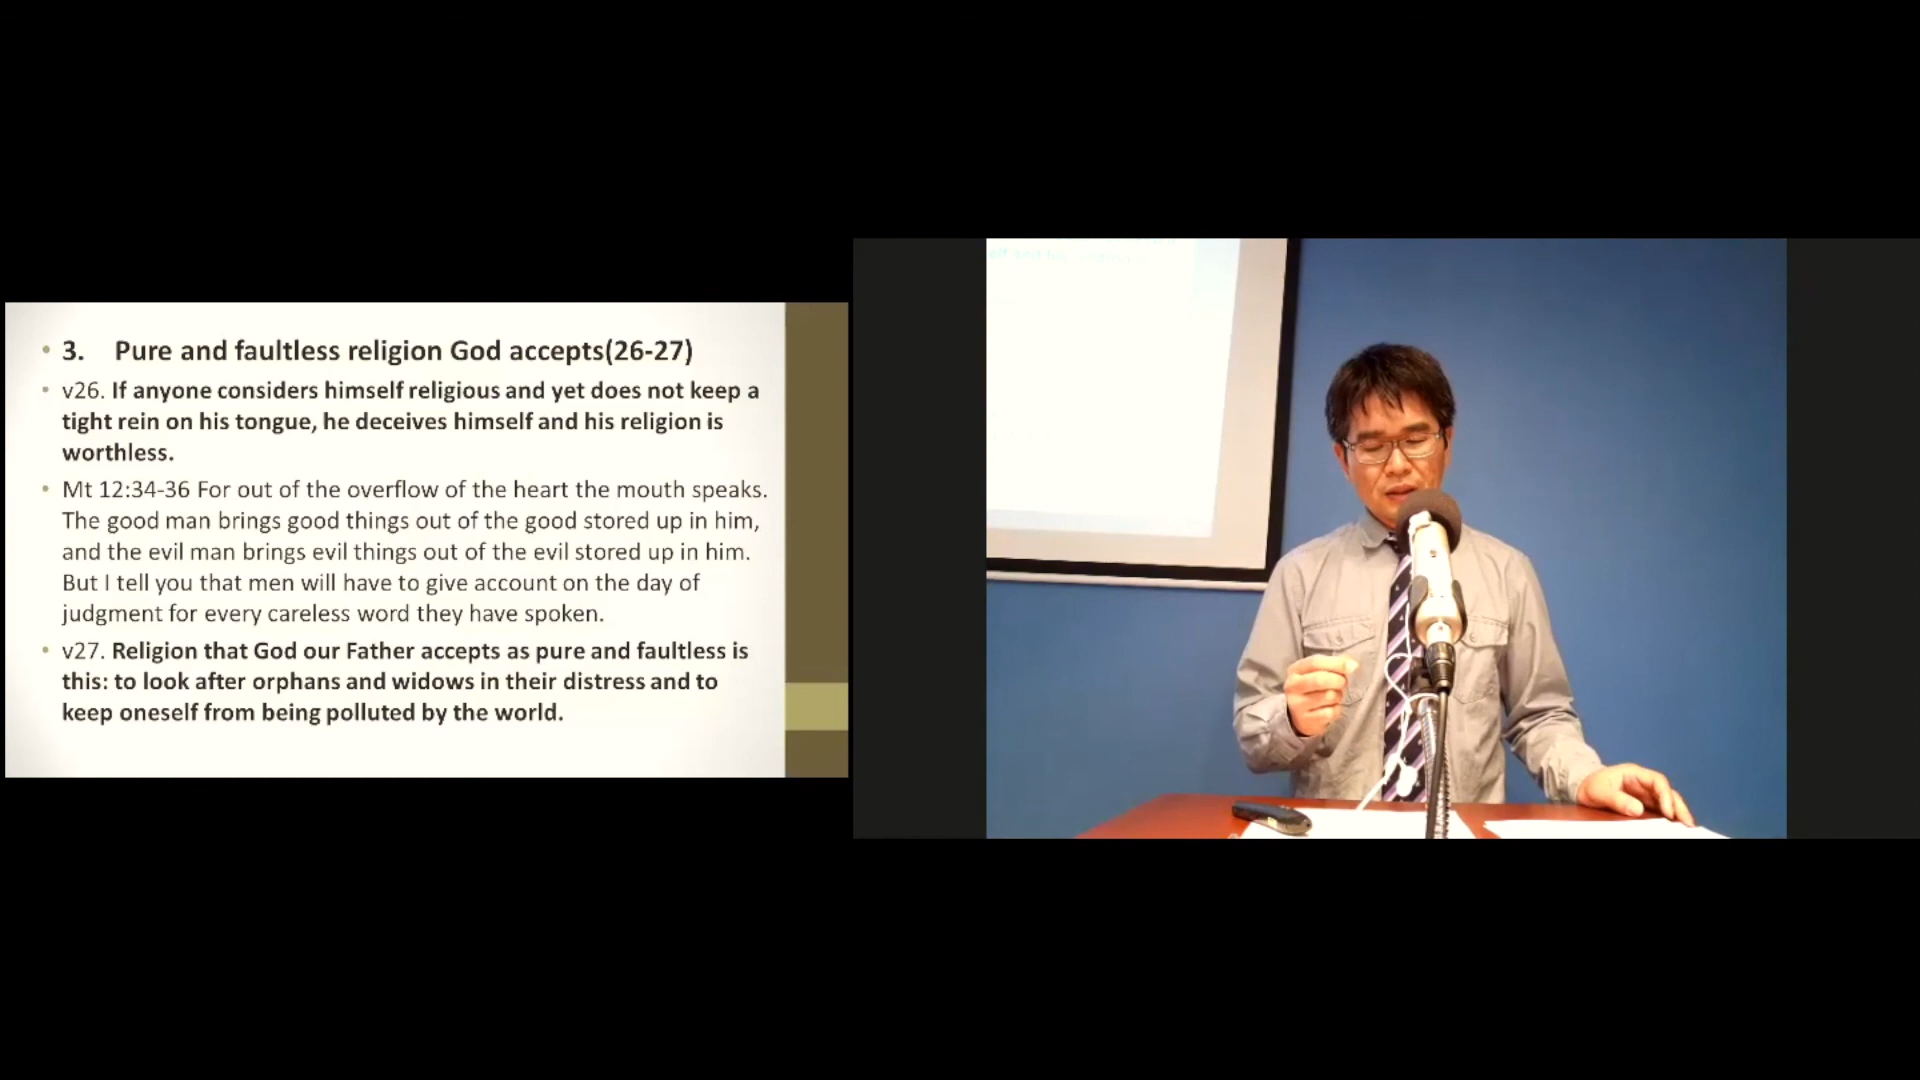 • 3. Pure and faultless religion God accepts(26-27)
• v26. If anyone considers himself religious and yet does not keep a
tight rein on his tongue, he deceives himself and his religion is
worthless.
• Mt 12:34-36 For out of the overflow of the heart the mouth speaks.
The good man brings good things out of the good stored up in him,
and the evil man brings evil things out of the evil stored up in him.
But I tell you that men will have to give account on the day of
judgment for every careless word they have spoken.
• v27. Religion that God our Father accepts as pure and faultless is
this: to look after orphans and widows in their distress and to
keep oneself from being polluted by the world.